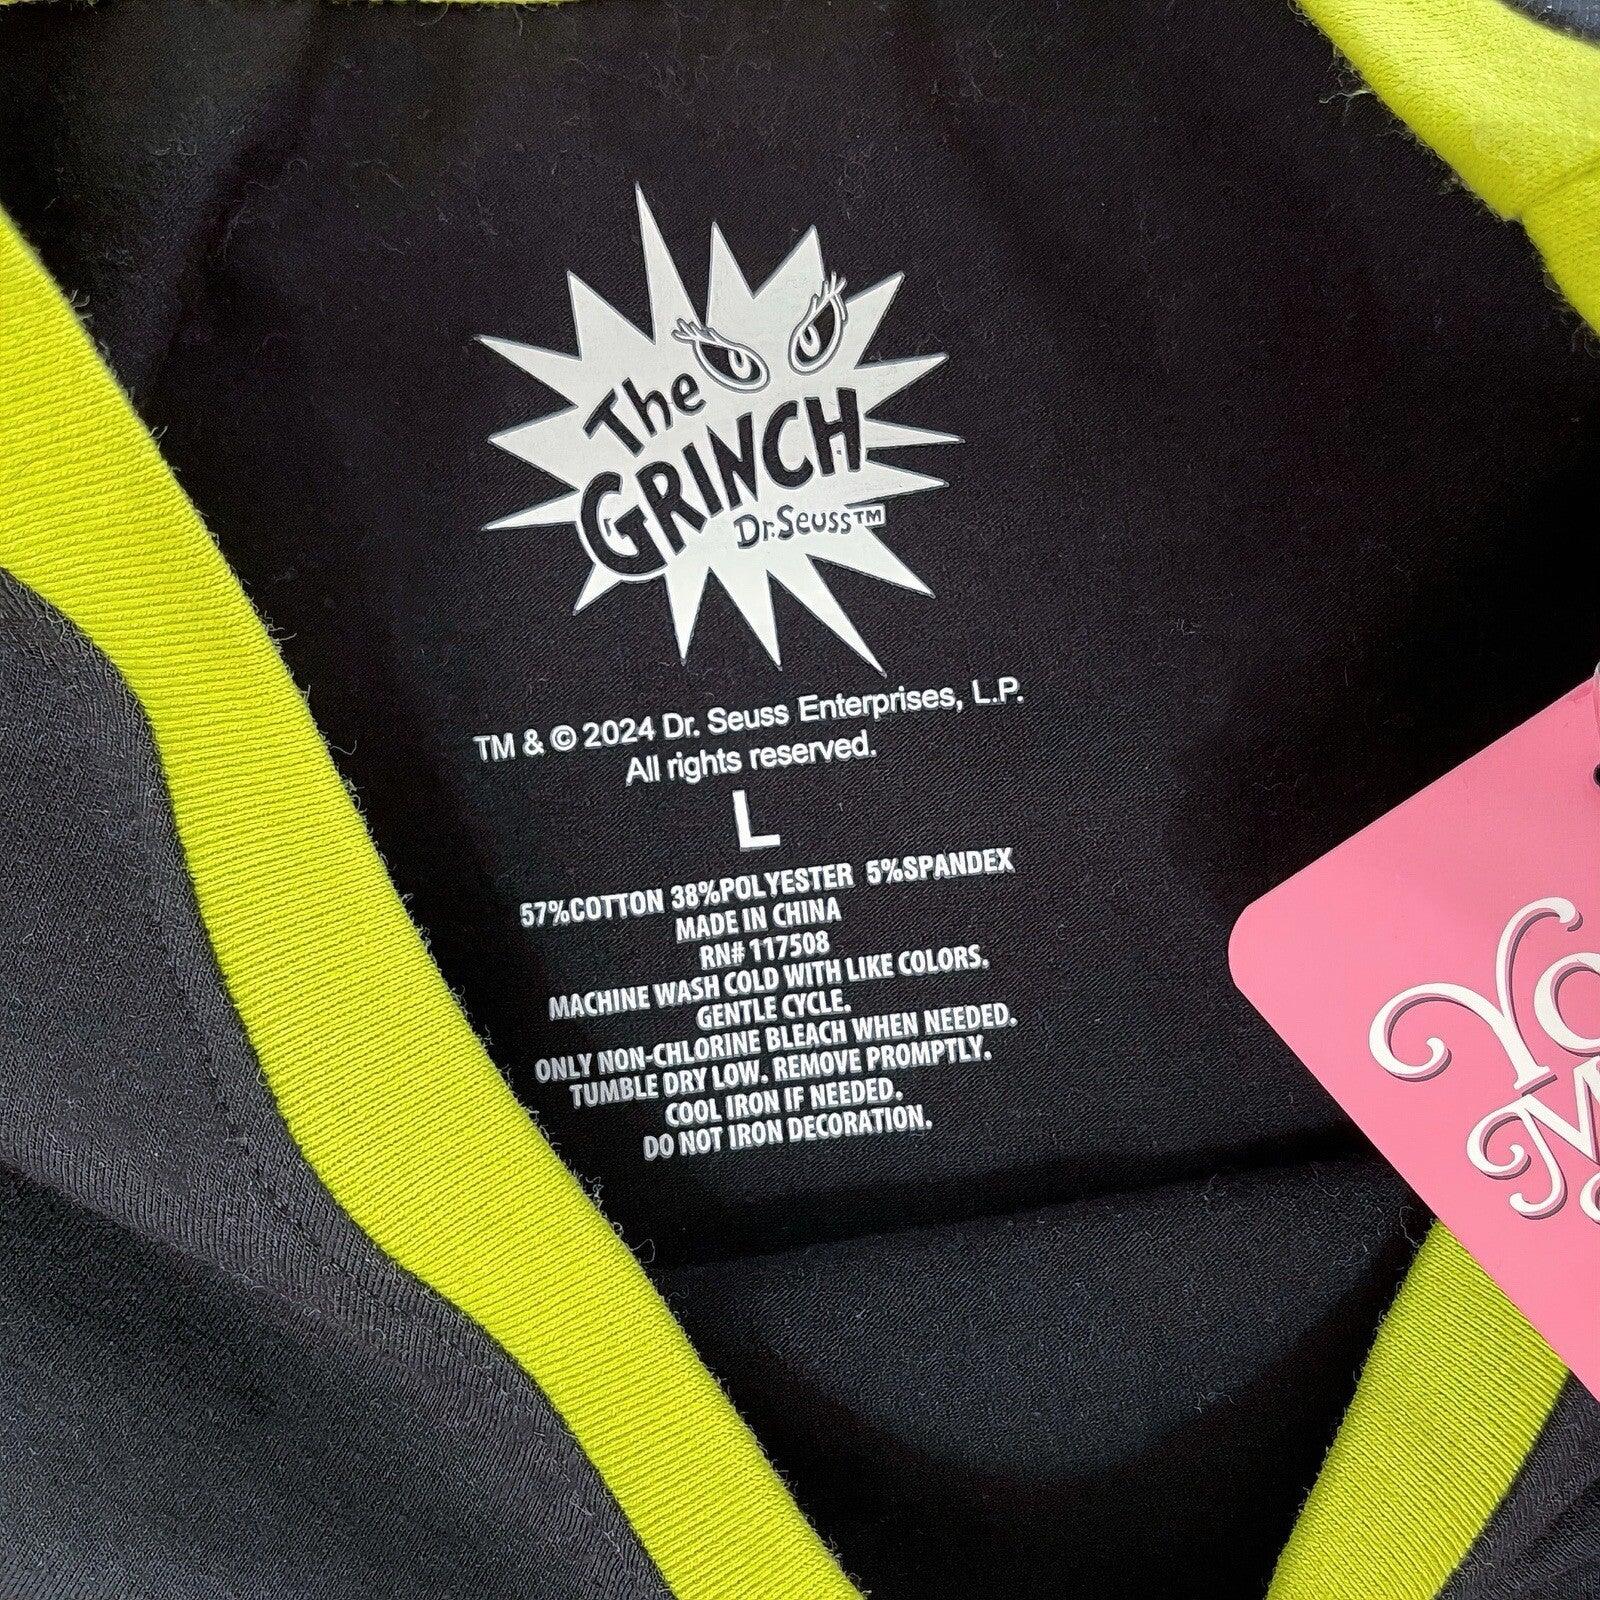 The
GRINCH
Dr. Seuss™
TM & © 2024 Dr. Seuss Enterprises, L.P.
All rights reserved.
L
57%COTTON 38%POLYESTER 5%SPANDEX
MADE IN CHINA
RN# 117508
MACHINE WASH COLD WITH LIKE COLORS.
GENTLE CYCLE.
ONLY NON-CHLORINE BLEACH WHEN NEEDED.
TUMBLE DRY LOW. REMOVE PROMPTLY.
COOL IRON IF NEEDED.
DO NOT IRON DECORATION.